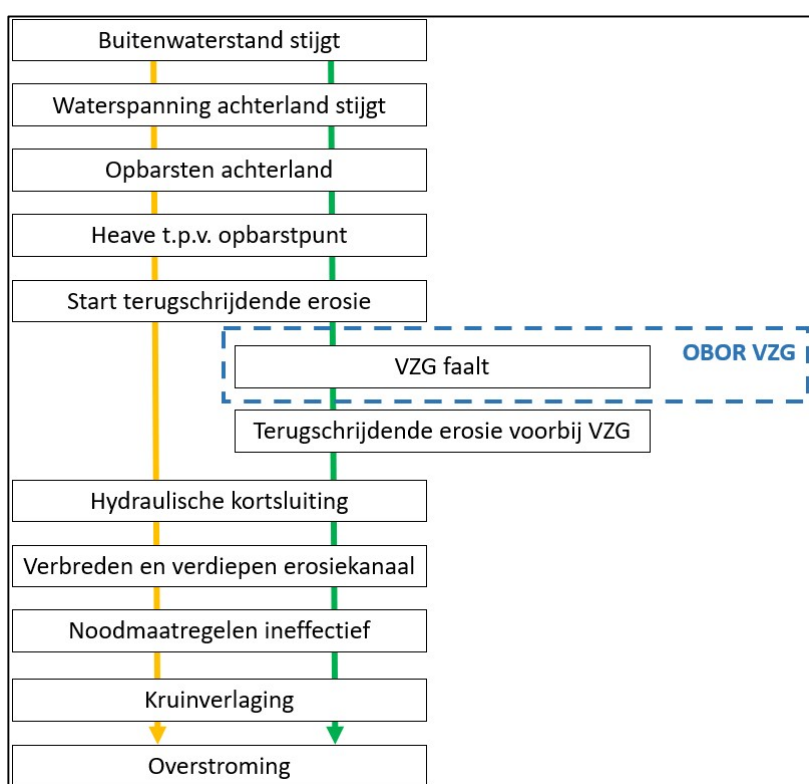 Buitenwaterstand stijgt
Waterspanning achterland stijgt
Opbarsten achterland
Heave t.p.v. opbarstpunt
Start terugschrijdende erosie
OBOR VZG
VZG faalt
Terugschrijdende erosie voorbij VZG
Hydraulische kortsluiting
Verbreden en verdiepen erosiekanaal
Noodmaatregelen ineffectief
Kruinverlaging
Overstroming